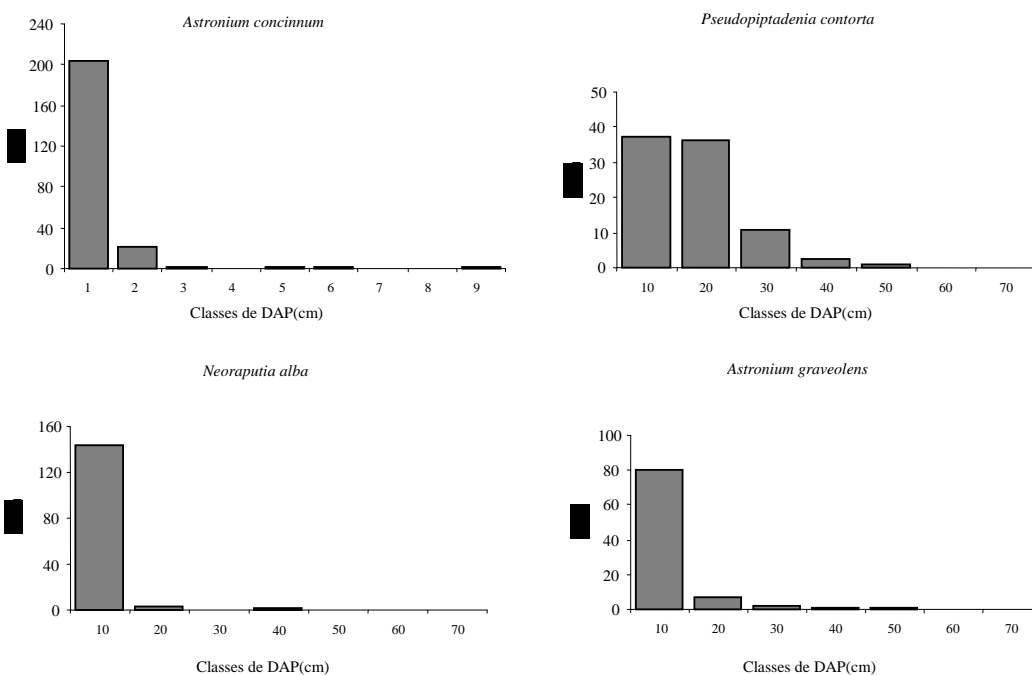 Astronium concinnum
240
200
160
120
80
40
0
1 2 3 4 5 6 7 8 9
Classes de DAP(cm)
Pseudopiptadenia contorta
50
40
30
20
10
0
10 20 30 40 50 60 70
Classes de DAP(cm)
Neoraputia alba
160
120
80
40
0
10 20 30 40 50 60 70
Classes de DAP(cm)
Astronium graveolens
100
80
60
40
20
0
10 20 30 40 50 60 70
Classes de DAP(cm)